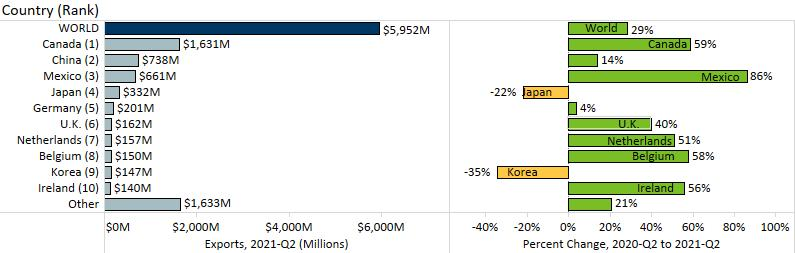 Country (Rank)
WORLD $5,952M World 29%
Canada (1) $1,631M Canada 59%
China (2) $738M 14%
Mexico (3) $661M Mexico 86%
Japan (4) $332M -22% Japan
Germany (5) $201M 4%
U.K. (6) $162M U.K. 40%
Netherlands (7) $157M Netherlands 51%
Belgium (8) $150M Belgium 58%
Korea (9) $147M -35% Korea
Ireland (10) $140M Ireland 56%
Other $1,633M 21%
$0M $2,000M $4,000M $6,000M -40% -20% 0% 20% 40% 60% 80% 100%
Exports, 2021-Q2 (Millions) Percent Change, 2020-Q2 to 2021-Q2